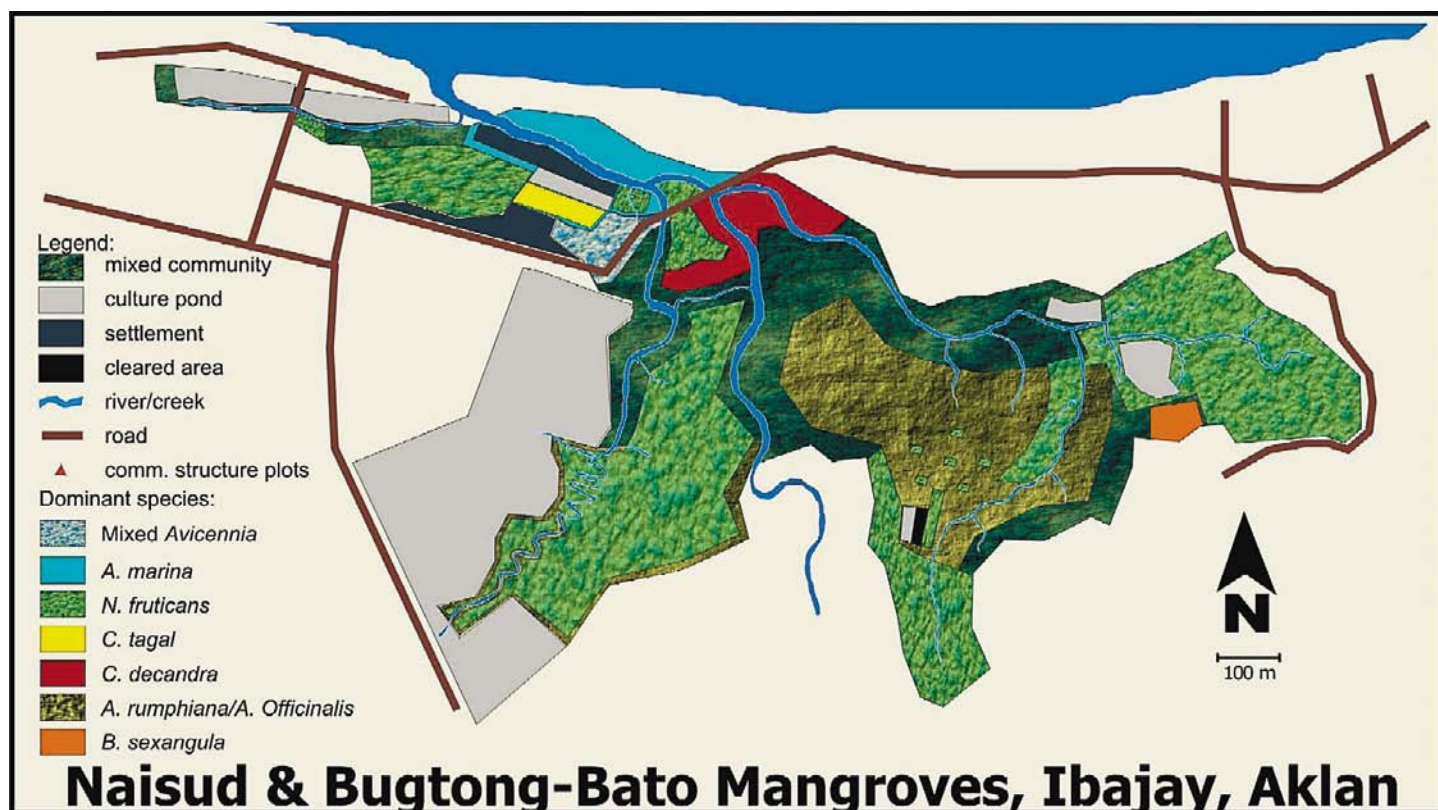 Legend:
mixed community
culture pond
settlement
cleared area
river/creek
road
comm. structure plots
Dominant species:
Mixed Avicennia
A. marina
N. fruticans
C. tagal
C. decandra
A. rumphiana/A. Officinalis
B. sexangula
N
100 m
Naisud & Bugtong-Bato Mangroves, Ibajay, Aklan